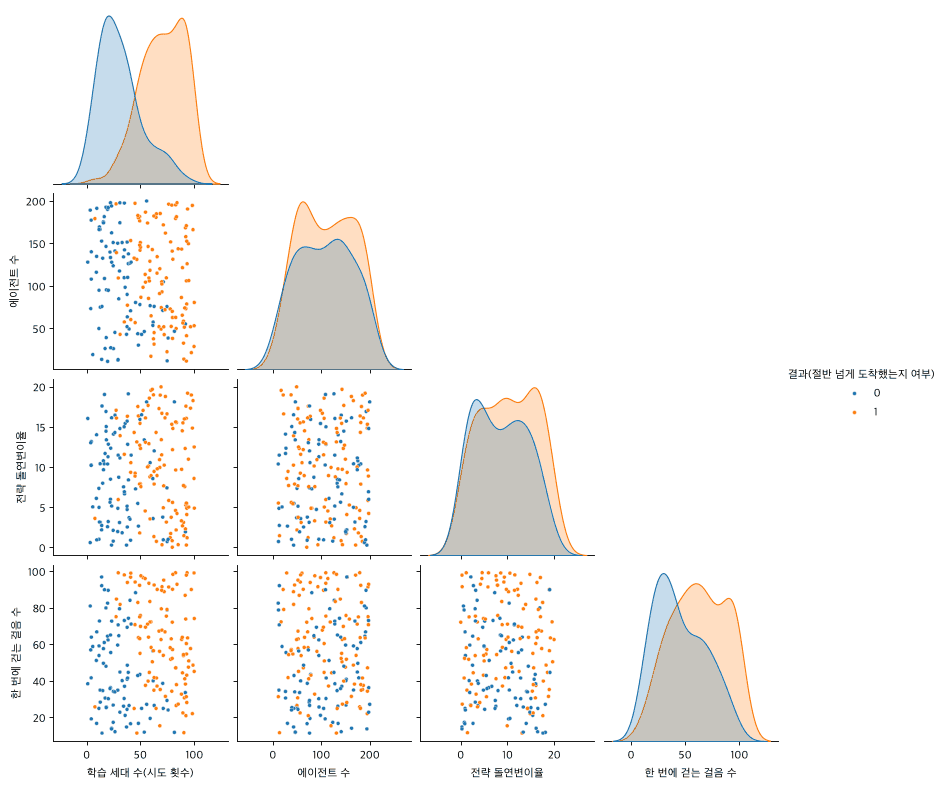 에이전트 수
200
150
100
50
전략 돌연변이율
20
15
10
5
0
한 번에 걷는 걸음 수
100
80
60
40
20
0 50 100
학습 세대 수(시도 횟수)
0 100 200
에이전트 수
0 10 20
전략 돌연변이율
0 50 100
한 번에 걷는 걸음 수
결과(절반 넘게 도착했는지 여부)
0
1